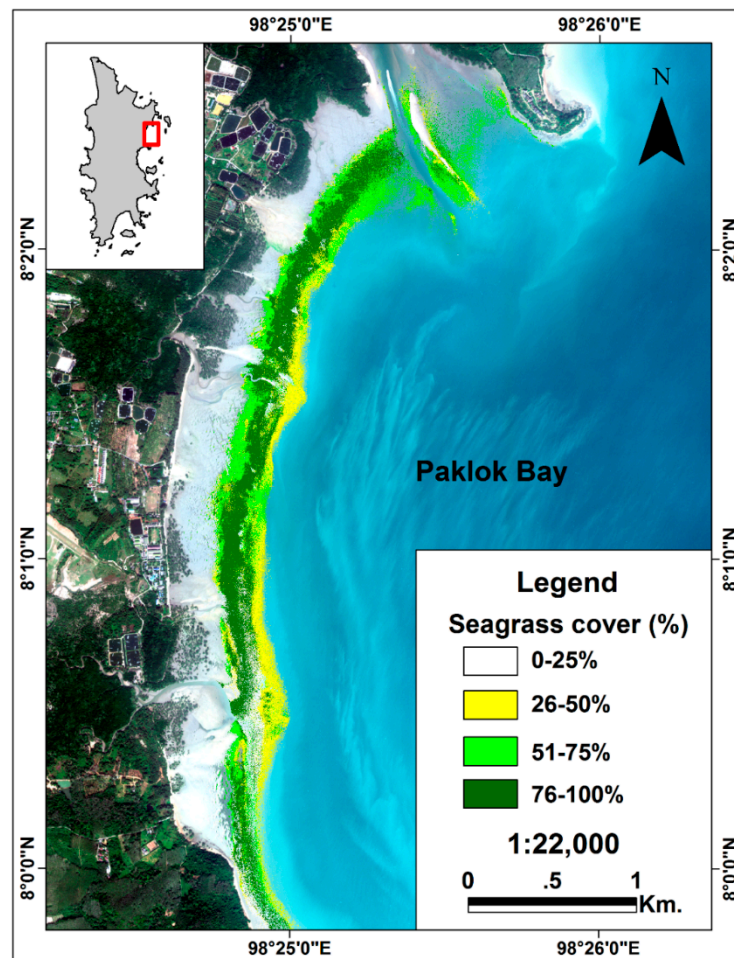 98°25'0"E 98°26'0"E
N
8°2'0"N 8°2'0"N
Paklok Bay
8°1'0"N 8°1'0"N
Legend
Seagrass cover (%)
0-25%
26-50%
51-75%
76-100%
1:22,000
0 .5 1
Km.
8°0'0"N 8°0'0"N
98°25'0"E 98°26'0"E